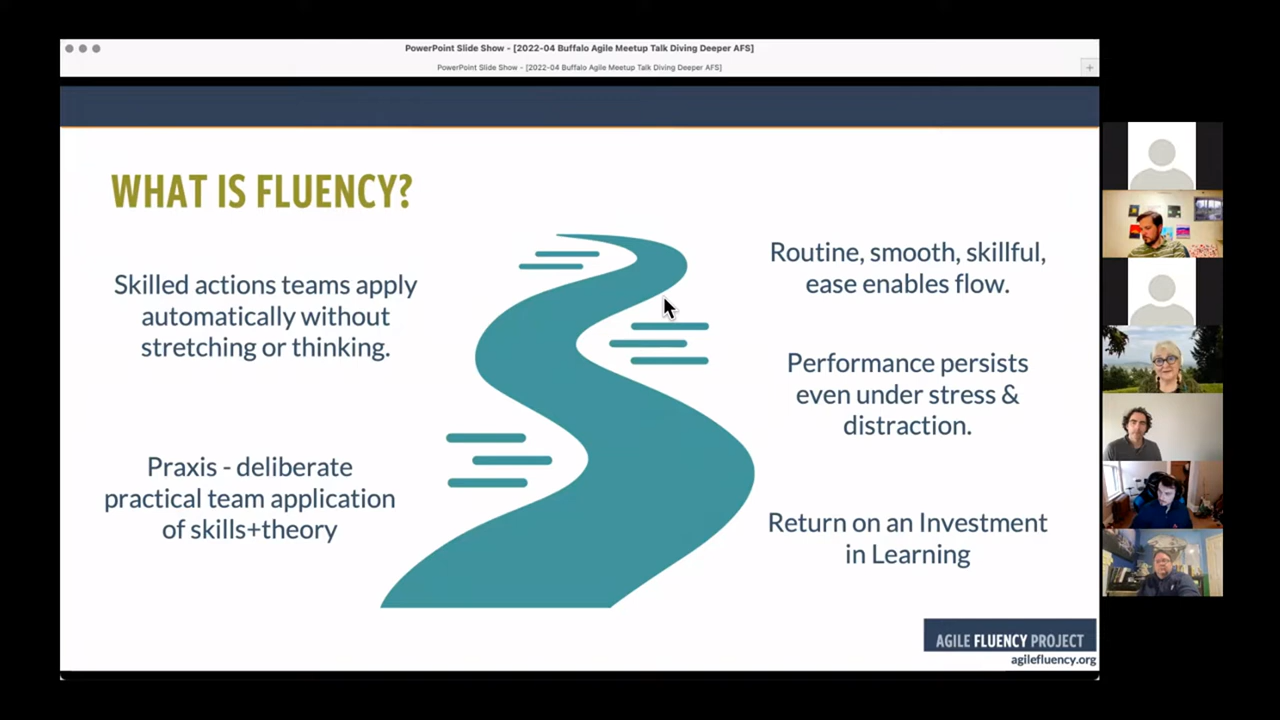 PowerPoint Slide Show - [2022-04 Buffalo Agile Meetup Talk Diving Deeper AFS]
PowerPoint Slide Show - [2022-04 Buffalo Agile Meetup Talk Diving Deeper AFS]
WHAT IS FLUENCY?
Skilled actions teams apply
automatically without
stretching or thinking.
Praxis - deliberate
practical team application
of skills+theory
Routine, smooth, skillful,
ease enables flow.
Performance persists
even under stress &
distraction.
Return on an Investment
in Learning
AGILE FLUENCY PROJECT
agilefluency.org